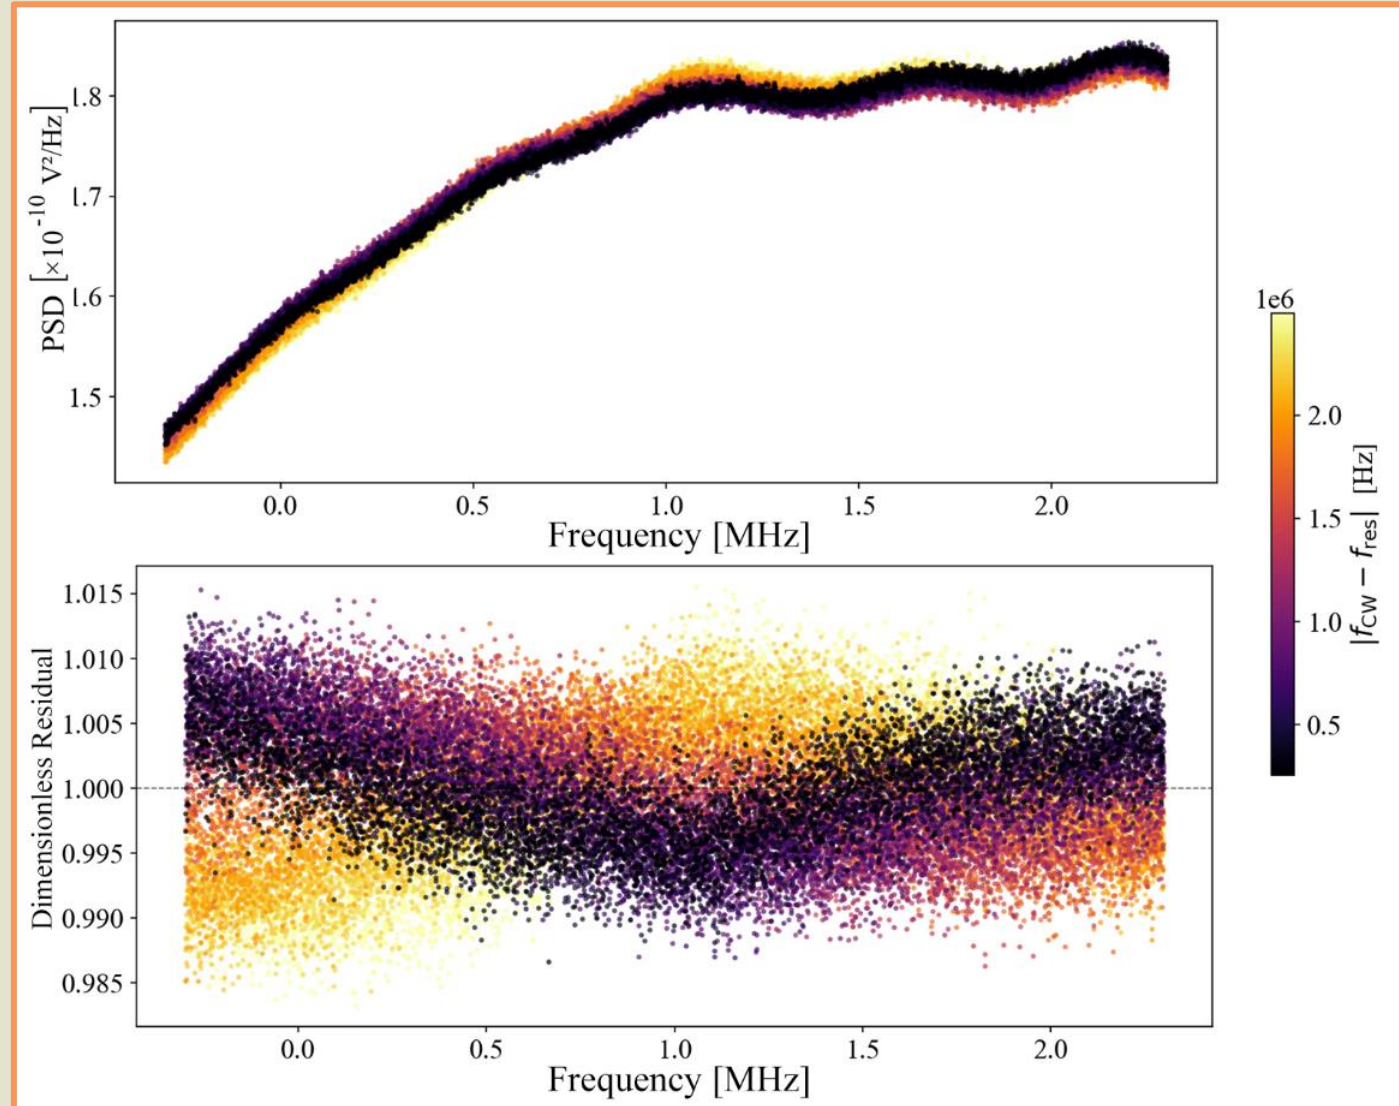 PSD [×10⁻¹⁰ V²/Hz]
1.8
1.7
1.6
1.5
0.0 0.5 1.0 1.5 2.0
Frequency [MHz]
Dimensionless Residual
1.015
1.010
1.005
1.000
0.995
0.990
0.985
0.0 0.5 1.0 1.5 2.0
Frequency [MHz]
1e6
2.0
1.5
1.0
0.5
|f_CW − f_res| [Hz]